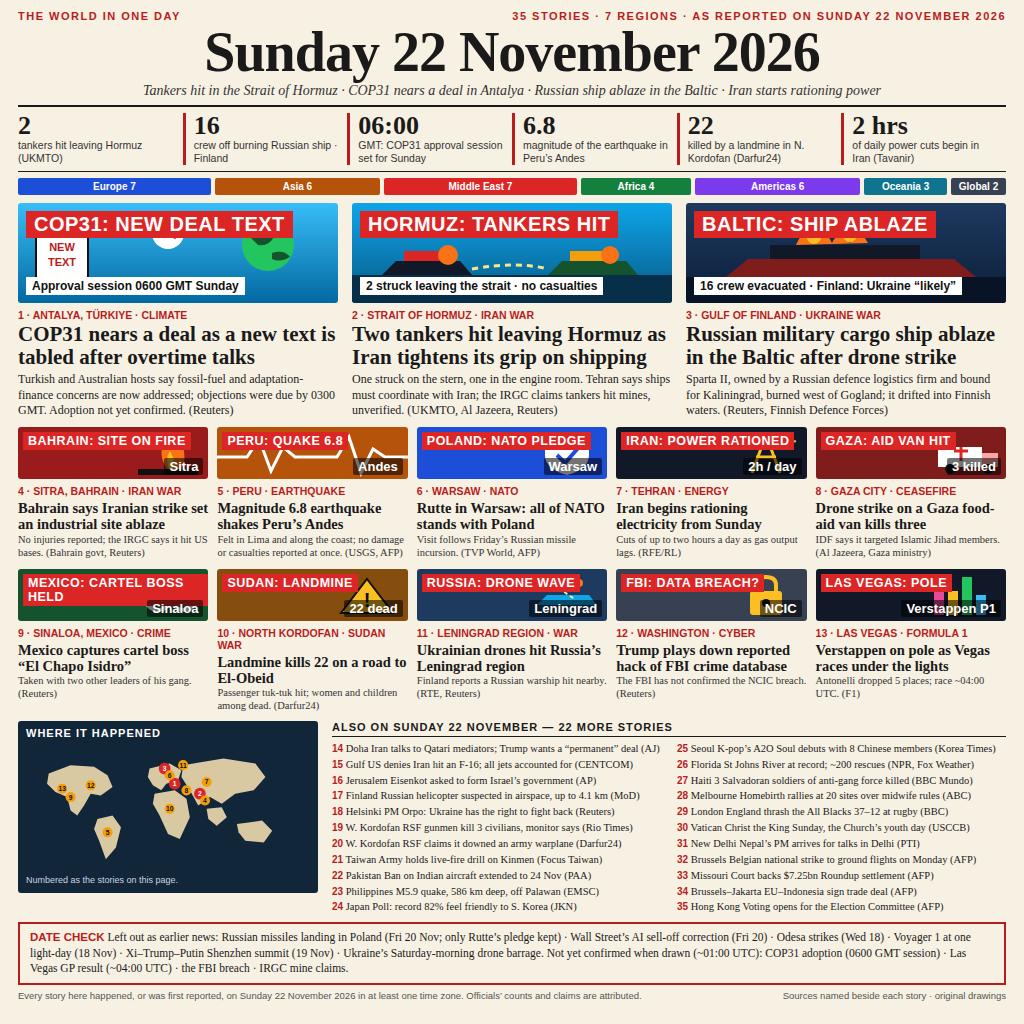 THE WORLD IN ONE DAY
35 STORIES · 7 REGIONS · AS REPORTED ON SUNDAY 22 NOVEMBER 2026
Sunday 22 November 2026
Tankers hit in the Strait of Hormuz · COP31 nears a deal in Antalya · Russian ship ablaze in the Baltic · Iran starts rationing power
2
tankers hit leaving Hormuz
(UKMTO)
16
crew off burning Russian ship ·
Finland
06:00
GMT: COP31 approval session
set for Sunday
6.8
magnitude of the earthquake in
Peru’s Andes
22
killed by a landmine in N.
Kordofan (Darfur24)
2 hrs
of daily power cuts begin in
Iran (Tavanir)
Europe 7
Asia 6
Middle East 7
Africa 4
Americas 6
Oceania 3
Global 2
COP31: NEW DEAL TEXT
NEW
TEXT
Approval session 0600 GMT Sunday
1 · ANTALYA, TÜRKIYE · CLIMATE
COP31 nears a deal as a new text is
tabled after overtime talks
Turkish and Australian hosts say fossil-fuel and adaptation-
finance concerns are now addressed; objections were due by 0300
GMT. Adoption not yet confirmed. (Reuters)
HORMUZ: TANKERS HIT
2 struck leaving the strait · no casualties
2 · STRAIT OF HORMUZ · IRAN WAR
Two tankers hit leaving Hormuz as
Iran tightens its grip on shipping
One struck on the stern, one in the engine room. Tehran says ships
must coordinate with Iran; the IRGC claims tankers hit mines,
unverified. (UKMTO, Al Jazeera, Reuters)
BALTIC: SHIP ABLAZE
16 crew evacuated · Finland: Ukraine “likely”
3 · GULF OF FINLAND · UKRAINE WAR
Russian military cargo ship ablaze
in the Baltic after drone strike
Sparta II, owned by a Russian defence logistics firm and bound
for Kaliningrad, burned west of Gogland; it drifted into Finnish
waters. (Reuters, Finnish Defence Forces)
BAHRAIN: SITE ON FIRE
Sitra
4 · SITRA, BAHRAIN · IRAN WAR
Bahrain says Iranian strike set
an industrial site ablaze
No injuries reported; the IRGC says it hit US
bases. (Bahrain govt, Reuters)
PERU: QUAKE 6.8
Andes
5 · PERU · EARTHQUAKE
Magnitude 6.8 earthquake
shakes Peru’s Andes
Felt in Lima and along the coast; no damage
or casualties reported at once. (USGS, AFP)
POLAND: NATO PLEDGE
Warsaw
6 · WARSAW · NATO
Rutte in Warsaw: all of NATO
stands with Poland
Visit follows Friday’s Russian missile
incursion. (TVP World, AFP)
IRAN: POWER RATIONED
2h / day
7 · TEHRAN · ENERGY
Iran begins rationing
electricity from Sunday
Cuts of up to two hours a day as gas output
lags. (RFE/RL)
GAZA: AID VAN HIT
3 killed
8 · GAZA CITY · CEASEFIRE
Drone strike on a Gaza food-
aid van kills three
IDF says it targeted Islamic Jihad members.
(Al Jazeera, Gaza ministry)
MEXICO: CARTEL BOSS
HELD
Sinaloa
9 · SINALOA, MEXICO · CRIME
Mexico captures cartel boss
“El Chapo Isidro”
Taken with two other leaders of his gang.
(Reuters)
SUDAN: LANDMINE
!
22 dead
10 · NORTH KORDOFAN · SUDAN
WAR
Landmine kills 22 on a road to
El-Obeid
Passenger tuk-tuk hit; women and children
among dead. (Darfur24)
RUSSIA: DRONE WAVE
Leningrad
11 · LENINGRAD REGION · WAR
Ukrainian drones hit Russia’s
Leningrad region
Finland reports a Russian warship hit nearby.
(RTE, Reuters)
FBI: DATA BREACH?
NCIC
12 · WASHINGTON · CYBER
Trump plays down reported
hack of FBI crime database
The FBI has not confirmed the NCIC breach.
(Reuters)
LAS VEGAS: POLE
Verstappen P1
13 · LAS VEGAS · FORMULA 1
Verstappen on pole as Vegas
races under the lights
Antonelli dropped 5 places; race ~04:00
UTC. (F1)
WHERE IT HAPPENED
3
11
6
1
7
8
2
4
13
12
9
10
5
Numbered as the stories on this page.
ALSO ON SUNDAY 22 NOVEMBER — 22 MORE STORIES
14 Doha Iran talks to Qatari mediators; Trump wants a “permanent” deal (AJ)
15 Gulf US denies Iran hit an F-16; all jets accounted for (CENTCOM)
16 Jerusalem Eisenkot asked to form Israel’s government (AP)
17 Finland Russian helicopter suspected in airspace, up to 4.1 km (MoD)
18 Helsinki PM Orpo: Ukraine has the right to fight back (Reuters)
19 W. Kordofan RSF gunmen kill 3 civilians, monitor says (Rio Times)
20 W. Kordofan RSF claims it downed an army warplane (Darfur24)
21 Taiwan Army holds live-fire drill on Kinmen (Focus Taiwan)
22 Pakistan Ban on Indian aircraft extended to 24 Nov (PAA)
23 Philippines M5.9 quake, 586 km deep, off Palawan (EMSC)
24 Japan Poll: record 82% feel friendly to S. Korea (JKN)
25 Seoul K-pop’s A2O Soul debuts with 8 Chinese members (Korea Times)
26 Florida St Johns River at record; ~200 rescues (NPR, Fox Weather)
27 Haiti 3 Salvadoran soldiers of anti-gang force killed (BBC Mundo)
28 Melbourne Homebirth rallies at 20 sites over midwife rules (ABC)
29 London England thrash the All Blacks 37–12 at rugby (BBC)
30 Vatican Christ the King Sunday, the Church’s youth day (USCCB)
31 New Delhi Nepal’s PM arrives for talks in Delhi (PTI)
32 Brussels Belgian national strike to ground flights on Monday (AFP)
33 Missouri Court backs $7.25bn Roundup settlement (AFP)
34 Brussels–Jakarta EU–Indonesia sign trade deal (AFP)
35 Hong Kong Voting opens for the Election Committee (AFP)
DATE CHECK Left out as earlier news: Russian missiles landing in Poland (Fri 20 Nov; only Rutte’s pledge kept) · Wall Street’s AI sell-off correction (Fri 20) · Odesa strikes (Wed 18) · Voyager 1 at one
light-day (18 Nov) · Xi–Trump–Putin Shenzhen summit (19 Nov) · Ukraine’s Saturday-morning drone barrage. Not yet confirmed when drawn (~01:00 UTC): COP31 adoption (0600 GMT session) · Las
Vegas GP result (~04:00 UTC) · the FBI breach · IRGC mine claims.
Every story here happened, or was first reported, on Sunday 22 November 2026 in at least one time zone. Officials’ counts and claims are attributed.
Sources named beside each story · original drawings